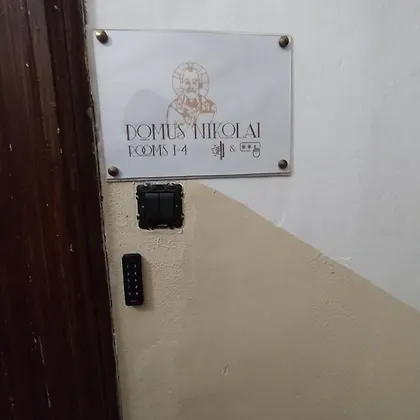 DOMUS NIKOLAI
ROOMS 1-4 &